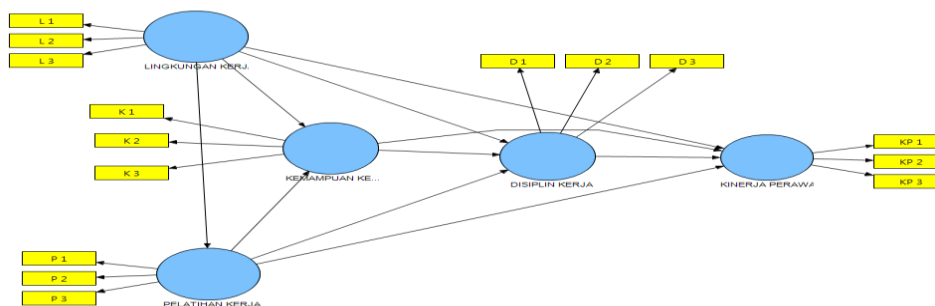 L 1
L 2
L 3
LINGKUNGAN KERJ.
D 1
D 2
D 3
K 1
K 2
K 3
KEMAMPUAN KE...
DISIPLIN KERJA
KP 1
KP 2
KP 3
KINERJA PERAWA
P 1
P 2
P 3
PELATIHAN KERJA